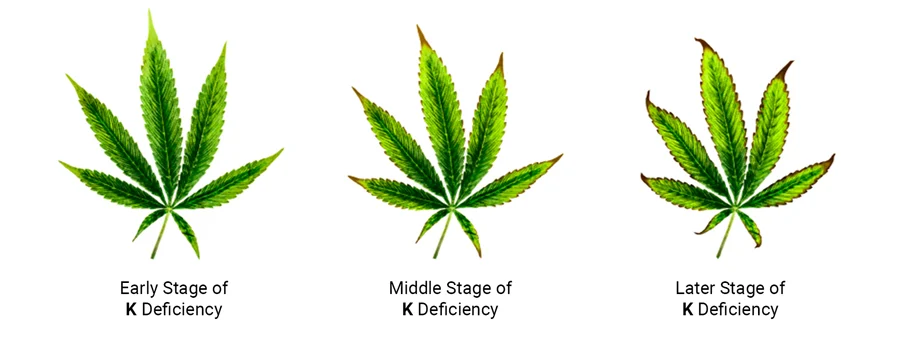 Early Stage of
K Deficiency
Middle Stage of
K Deficiency
Later Stage of
K Deficiency